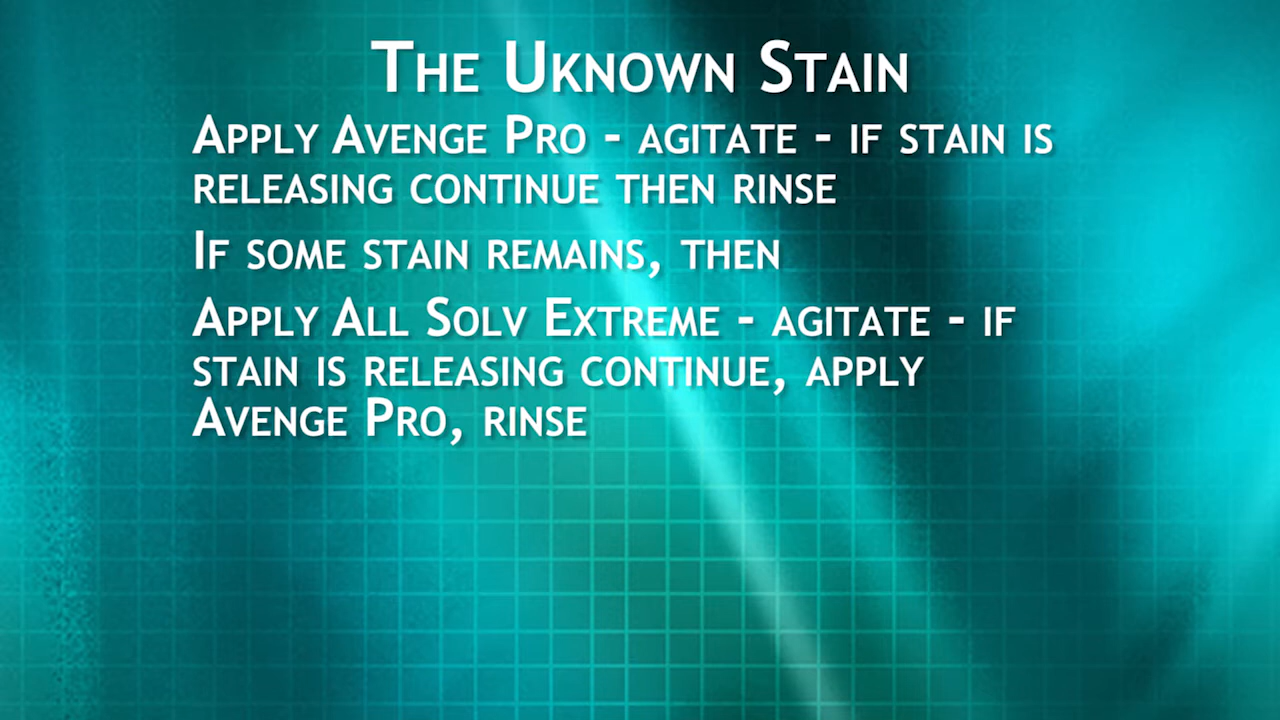 The Uknown Stain
Apply Avenge Pro - agitate - if stain is
releasing continue then rinse
If some stain remains, then
Apply All Solv Extreme - agitate - if
stain is releasing continue, apply
Avenge Pro, rinse